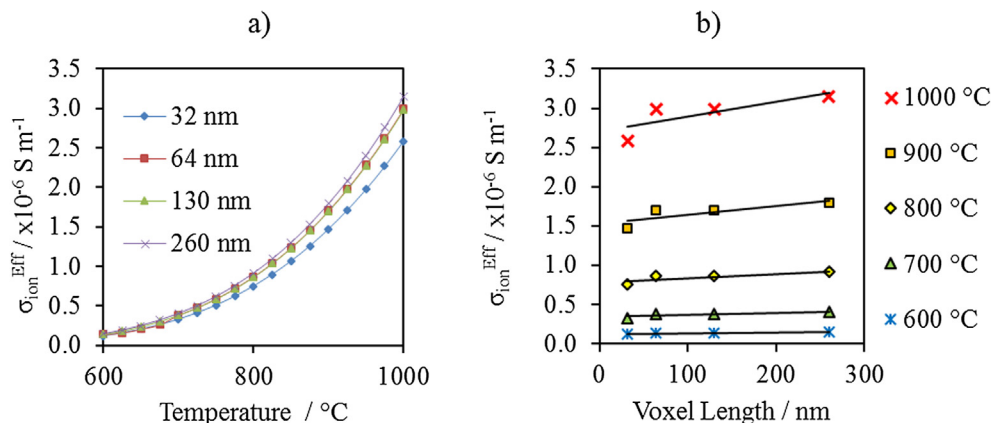 a)
σion^Eff / x10^-6 S m^-1
3.5
3.0
2.5
2.0
1.5
1.0
0.5
0.0
600
800
1000
Temperature / °C
32 nm
64 nm
130 nm
260 nm
b)
σion^Eff / x10^-6 S m^-1
3.5
3.0
2.5
2.0
1.5
1.0
0.5
0.0
0
100
200
300
Voxel Length / nm
1000 °C
900 °C
800 °C
700 °C
600 °C